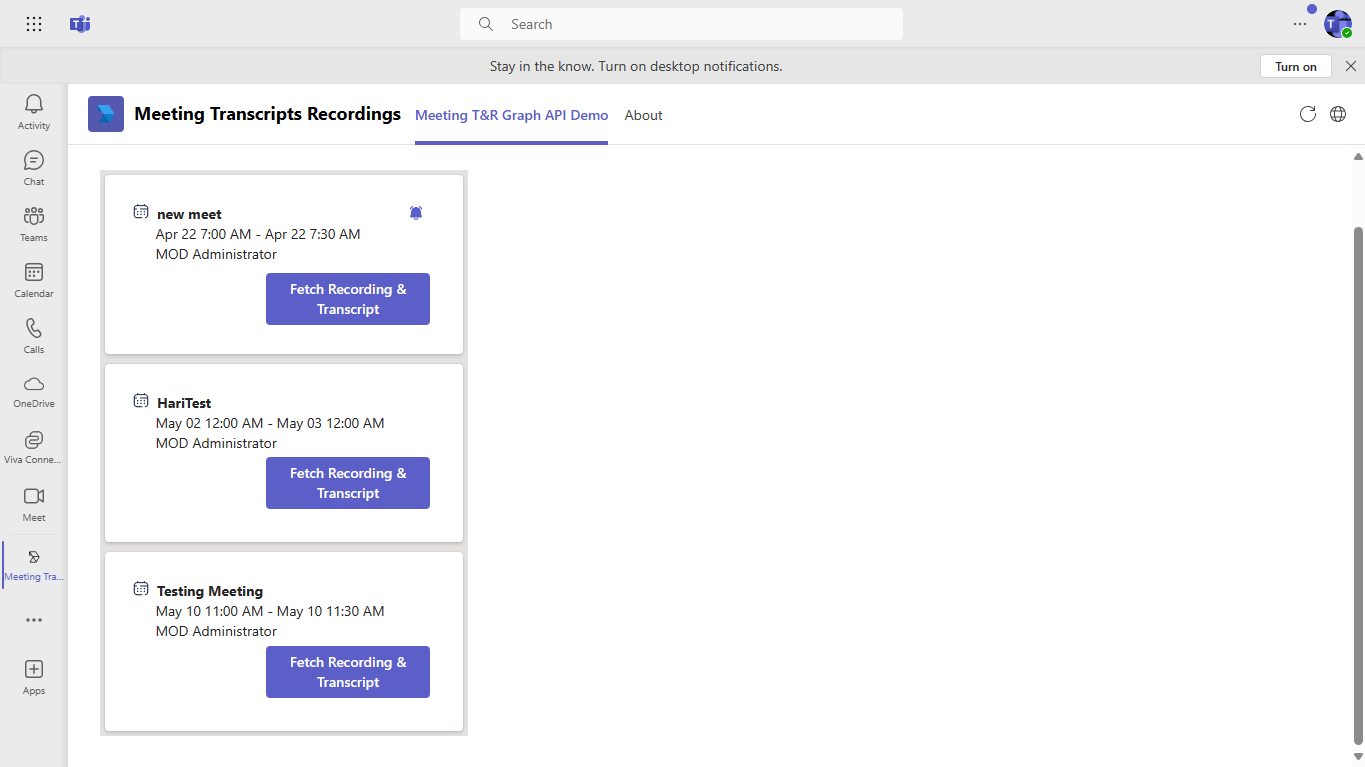 Search
Stay in the know. Turn on desktop notifications.
Turn on
Activity
Chat
Teams
Calendar
Calls
OneDrive
Viva Conne...
Meet
Meeting Tra...
Apps
Meeting Transcripts Recordings
Meeting T&R Graph API Demo
About
new meet
Apr 22 7:00 AM - Apr 22 7:30 AM
MOD Administrator
Fetch Recording &
Transcript
HariTest
May 02 12:00 AM - May 03 12:00 AM
MOD Administrator
Fetch Recording &
Transcript
Testing Meeting
May 10 11:00 AM - May 10 11:30 AM
MOD Administrator
Fetch Recording &
Transcript